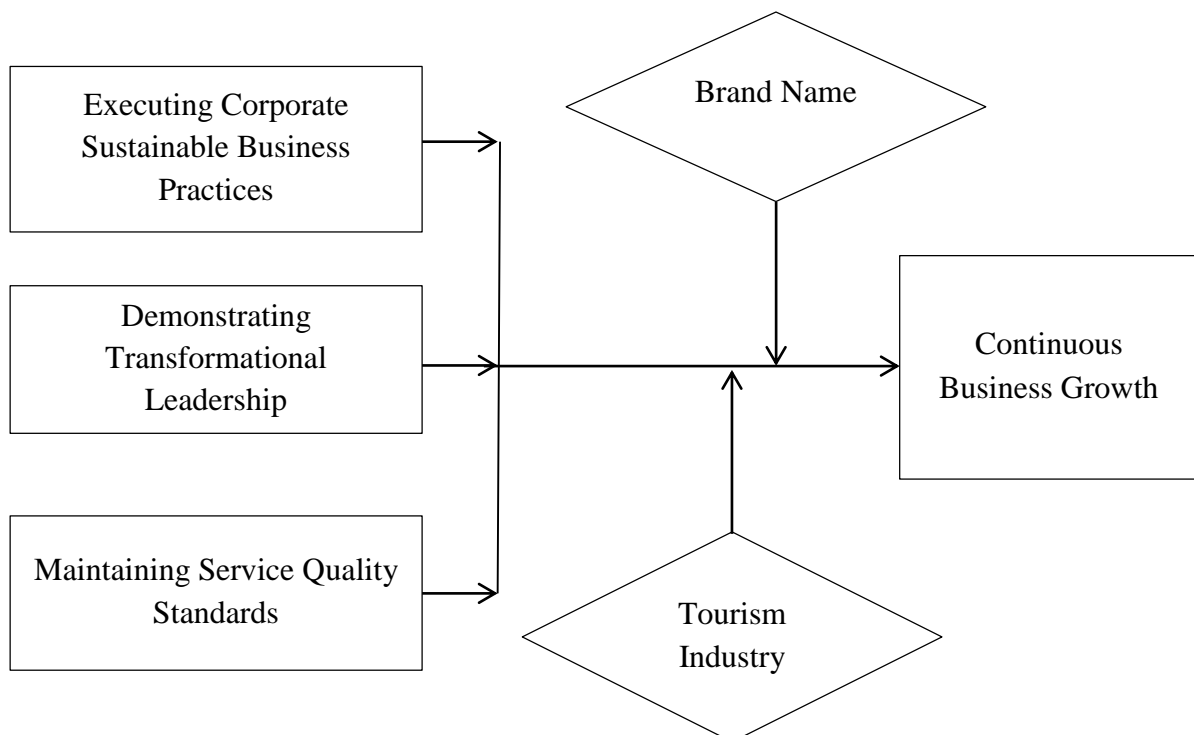 Executing Corporate
Sustainable Business
Practices
Demonstrating
Transformational
Leadership
Maintaining Service Quality
Standards
Brand Name
Tourism
Industry
Continuous
Business Growth